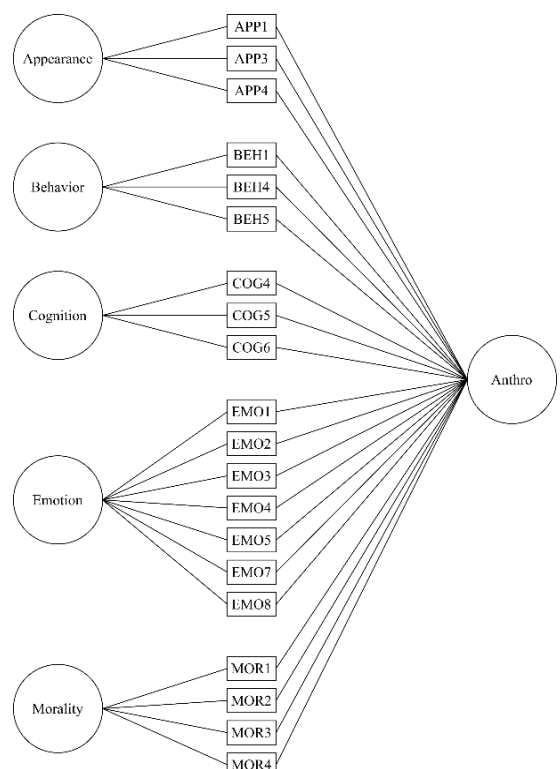 Appearance
APP1
APP3
APP4
Behavior
BEH1
BEH4
BEH5
Cognition
COG4
COG5
COG6
Anthro
Emotion
EMO1
EMO2
EMO3
EMO4
EMO5
EMO7
EMO8
Morality
MOR1
MOR2
MOR3
MOR4